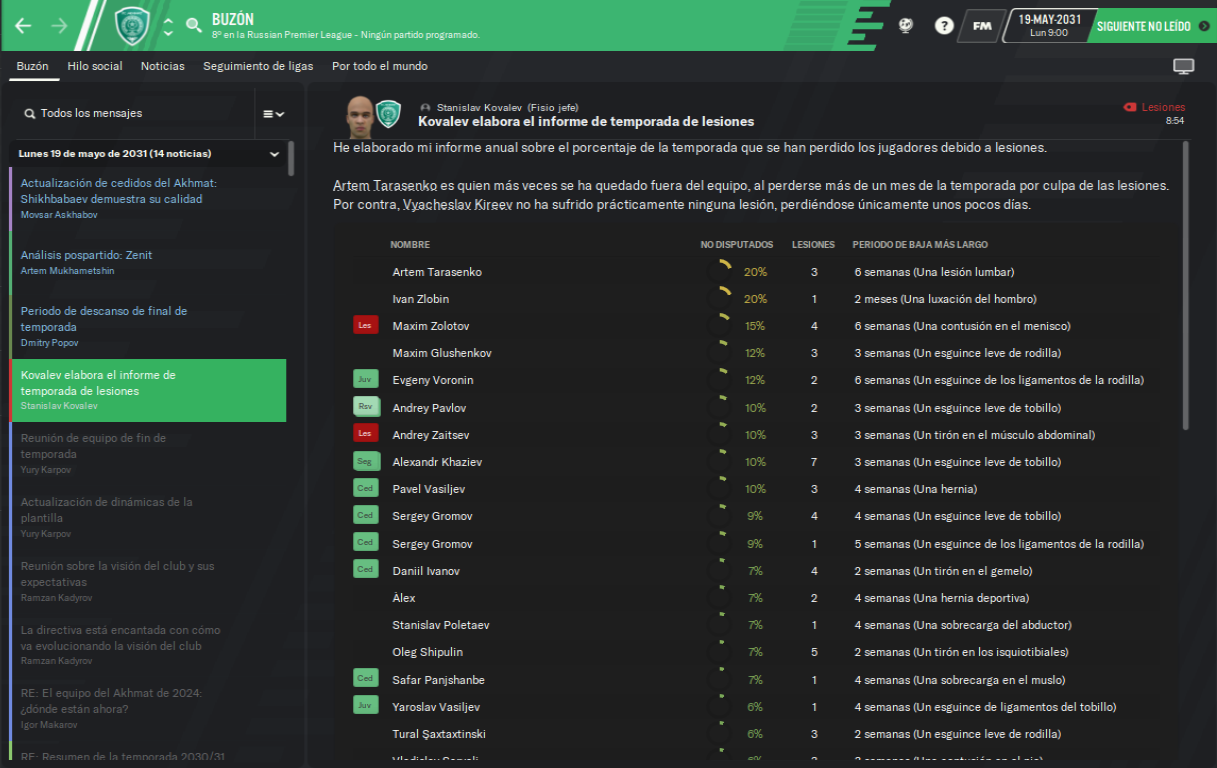 BUZÓN
8º en la Russian Premier League - Ningún partido programado.
?
FM
19-MAY-2031
Lun 9:00
SIGUIENTE NO LEÍDO
Buzón
Hilo social
Noticias
Seguimiento de ligas
Por todo el mundo
Todos los mensajes
Lunes 19 de mayo de 2031 (14 noticias)
Actualización de cedidos del Akhmat:
Shikhbabaev demuestra su calidad
Movsar Askhabov
Análisis pospartido: Zenit
Artem Mukhametshin
Periodo de descanso de final de
temporada
Dmitry Popov
Kovalev elabora el informe de
temporada de lesiones
Stanislav Kovalev
Reunión de equipo de fin de
temporada
Yury Karpov
Actualización de dinámicas de la
plantilla
Yury Karpov
Reunión sobre la visión del club y sus
expectativas
Ramzan Kadyrov
La directiva está encantada con cómo
va evolucionando la visión del club
Ramzan Kadyrov
RE: El equipo del Akhmat de 2024:
¿dónde están ahora?
Igor Makarov
RE: Resumen de la temporada 2030/31
Stanislav Kovalev (Fisio jefe)
Kovalev elabora el informe de temporada de lesiones
Lesiones
8:54
He elaborado mi informe anual sobre el porcentaje de la temporada que se han perdido los jugadores debido a lesiones.
Artem Tarasenko es quien más veces se ha quedado fuera del equipo, al perderse más de un mes de la temporada por culpa de las lesiones.
Por contra, Vyacheslav Kireev no ha sufrido prácticamente ninguna lesión, perdiéndose únicamente unos pocos días.
NOMBRE NO DISPUTADOS LESIONES PERIODO DE BAJA MÁS LARGO
Artem Tarasenko 20% 3 6 semanas (Una lesión lumbar)
Ivan Zlobin 20% 1 2 meses (Una luxación del hombro)
Les Maxim Zolotov 15% 4 6 semanas (Una contusión en el menisco)
Maxim Glushenkov 12% 3 3 semanas (Un esguince leve de rodilla)
Juv Evgeny Voronin 12% 2 6 semanas (Un esguince de los ligamentos de la rodilla)
Rsv Andrey Pavlov 10% 2 3 semanas (Un esguince leve de tobillo)
Les Andrey Zaitsev 10% 3 3 semanas (Un tirón en el músculo abdominal)
Seg Alexandr Khaziev 10% 7 3 semanas (Un esguince leve de tobillo)
Ced Pavel Vasiljev 10% 3 4 semanas (Una hernia)
Ced Sergey Gromov 9% 4 4 semanas (Un esguince leve de tobillo)
Ced Sergey Gromov 9% 1 5 semanas (Un esguince de los ligamentos de la rodilla)
Ced Daniil Ivanov 7% 4 2 semanas (Un tirón en el gemelo)
Àlex 7% 2 4 semanas (Una hernia deportiva)
Stanislav Poletaev 7% 1 4 semanas (Una sobrecarga del abductor)
Oleg Shipulin 7% 5 2 semanas (Un tirón en los isquiotibiales)
Ced Safar Panjshanbe 7% 1 4 semanas (Una sobrecarga en el muslo)
Juv Yaroslav Vasiljev 6% 1 4 semanas (Un esguince de ligamentos del tobillo)
Tural Şaxtaxtinski 6% 3 2 semanas (Un esguince leve de rodilla)